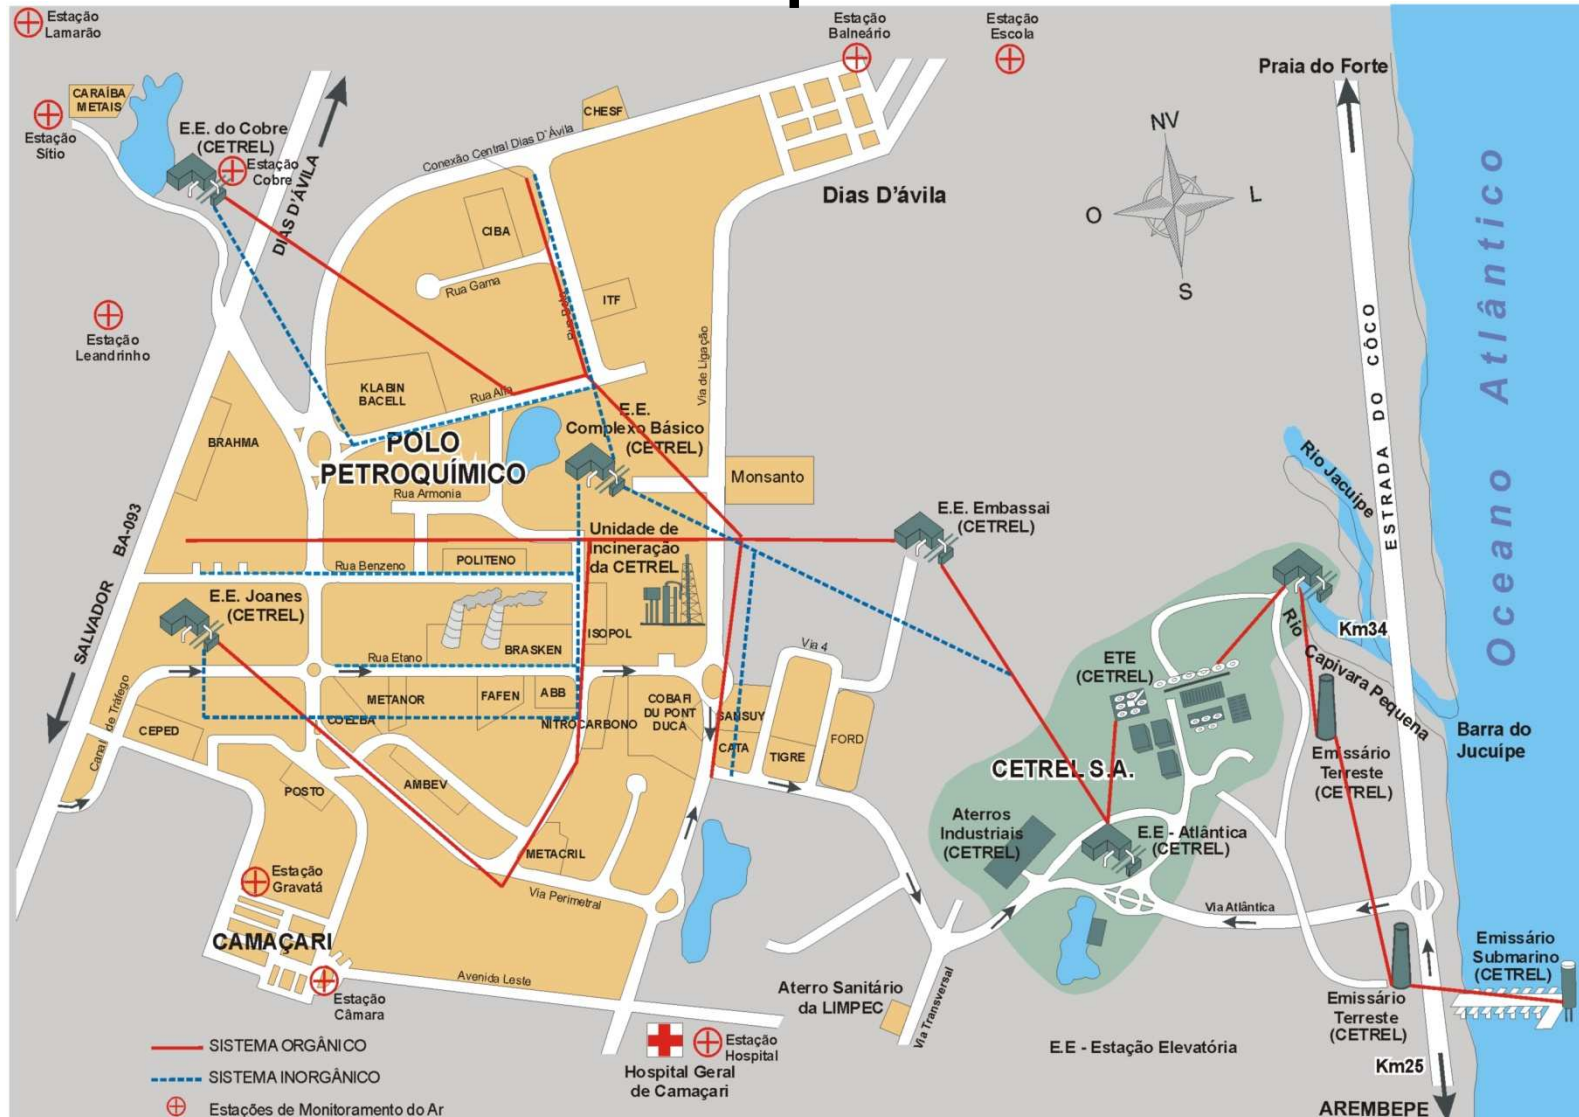 Estação
Lamarão
Estação
Balneário
Estação
Escola
Praia do Forte
CARAÍBA
METAIS
CHESF
Estação
Sítio
E.E. do Cobre
(CETREL)
Estação
Cobre
Conexão Central Dias D'Ávila
NV
L
O
S
DIAS D'ÁVILA
Dias D'ávila
CIBA
Rua Gama
ITF
Estação
Leandrinho
Via de Ligação
Oceano Atlântico
ESTRADA DO CÔCO
KLABIN
BACELL
Rua Alfa
E.E.
Complexo Básico
(CETREL)
BRAHMA
POLO
PETROQUÍMICO
Monsanto
Rio Jacuípe
Rua Armonia
E.E. Embassai
(CETREL)
BA-093
Unidade de
Incineração
da CETREL
POLITENO
Rua Benzeno
E.E. Joanes
(CETREL)
SALVADOR
ISOPOL
BRASKEN
Rua Etano
Via 4
Rio
Capivara Pequena
Km34
ETE
(CETREL)
METANOR
FAFEN
ABB
COBAFI
DU PONT
DUCA
SANSUY
COELBA
NITROCARBONO
CEPED
Canal de Tráfego
CATA
TIGRE
FORD
Barra do
Jucuípe
CETREL S.A.
Emissário
Terreste
(CETREL)
POSTO
AMBEV
Aterros
Industriais
(CETREL)
E.E - Atlântica
(CETREL)
METACRIL
Estação
Gravatá
Via Perimetral
Via Atlântica
CAMAÇARI
Avenida Leste
Estação
Câmara
Aterro Sanitário
da LIMPEC
Via Transversal
Emissário
Submarino
(CETREL)
Emissário
Terreste
(CETREL)
SISTEMA ORGÂNICO
SISTEMA INORGÂNICO
Estações de Monitoramento do Ar
Estação
Hospital
Hospital Geral
de Camaçari
E.E - Estação Elevatória
Km25
AREMBEPE